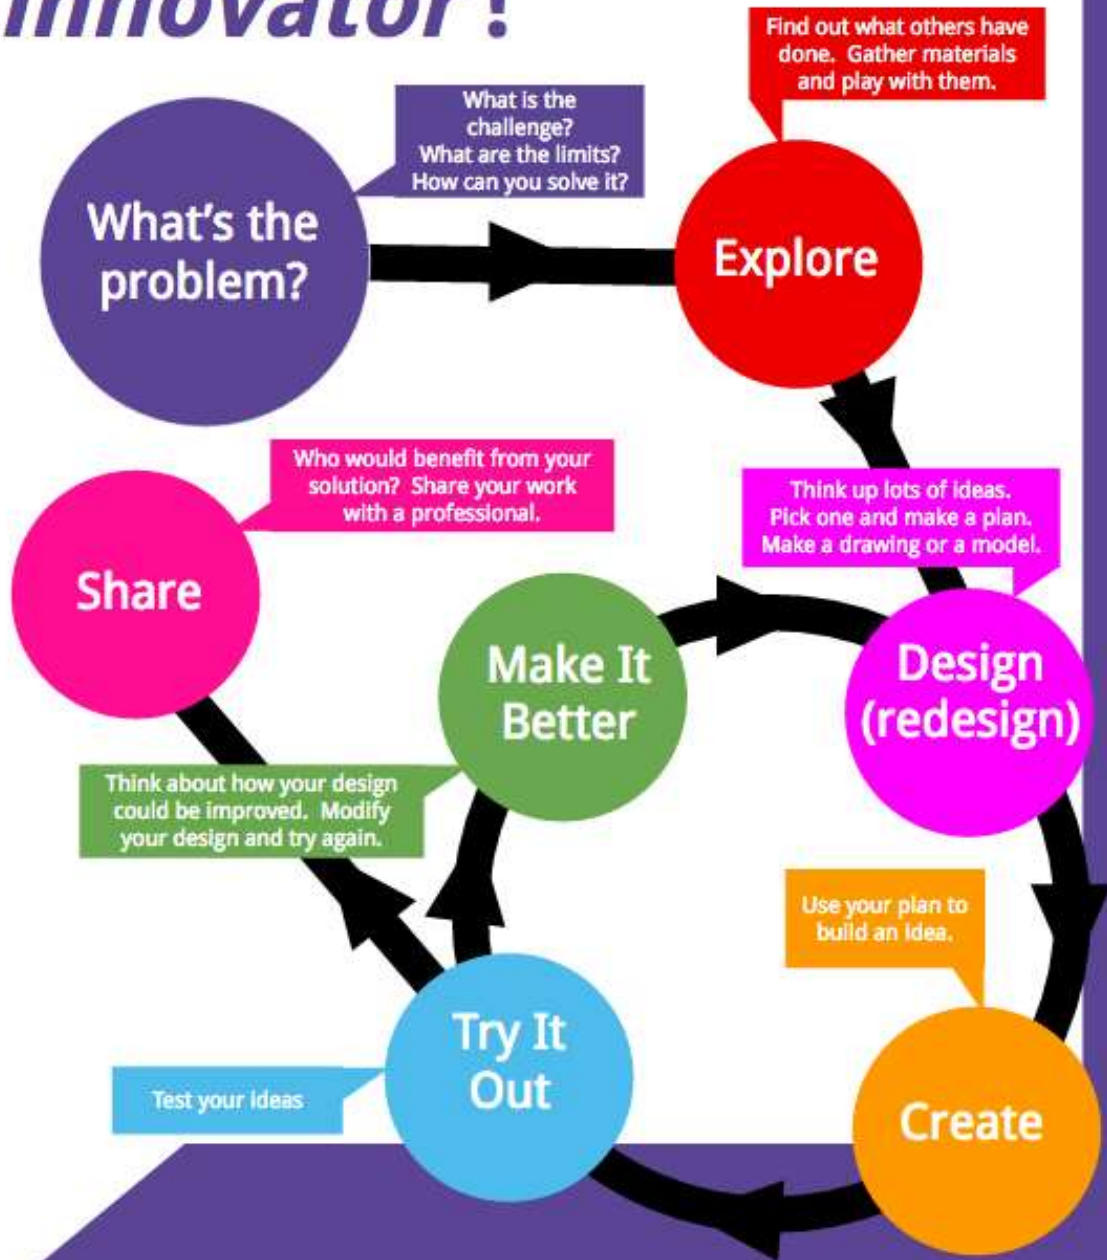 Innovator!
Find out what others have
done. Gather materials
and play with them.
What is the
challenge?
What are the limits?
How can you solve it?
What's the
problem?
Explore
Who would benefit from your
solution? Share your work
with a professional.
Think up lots of ideas.
Pick one and make a plan.
Make a drawing or a model.
Share
Make It
Better
Design
(redesign)
Think about how your design
could be improved. Modify
your design and try again.
Use your plan to
build an idea.
Try It
Out
Test your ideas
Create